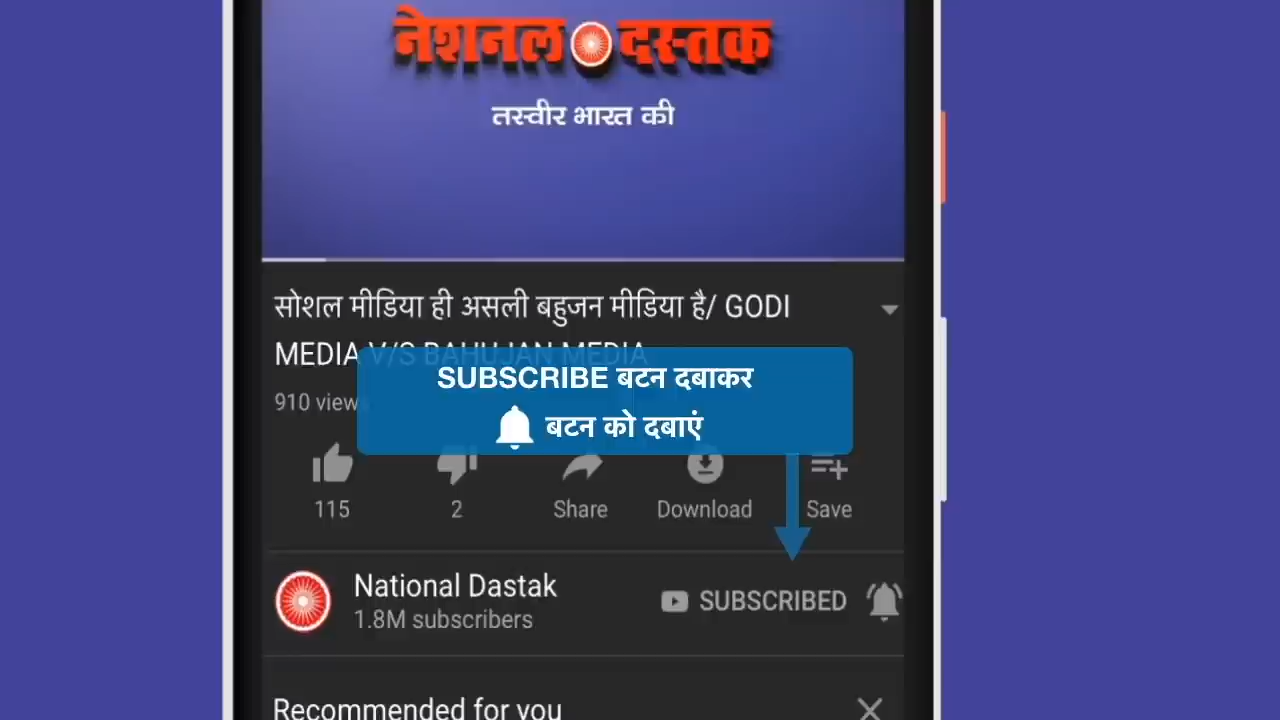 नेशनल दस्तक
तस्वीर भारत की
सोशल मीडिया ही असली बहुजन मीडिया है/ GODI
MEDIA V/S BAHUJAN MEDIA
910 views
SUBSCRIBE बटन दबाकर
बटन को दबाएं
115
2
Share
Download
Save
National Dastak
1.8M subscribers
SUBSCRIBED
Recommended for you